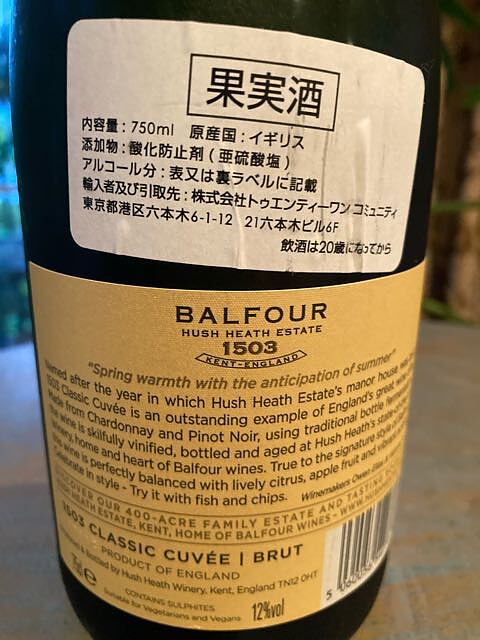 果実酒
内容量：750ml 原産国：イギリス
添加物：酸化防止剤（亜硫酸塩）
アルコール分：表又は裏ラベルに記載
輸入者及び引取先：株式会社トゥエンティーワン コミュニティ
東京都港区六本木6-1-12 21六本木ビル6F
飲酒は20歳になってから
BALFOUR
HUSH HEATH ESTATE
1503
KENT-ENGLAND
"Spring warmth with the anticipation of summer"
Named after the year in which Hush Heath Estate's manor house was
1503 Classic Cuvée is an outstanding example of England's great wine
Made from Chardonnay and Pinot Noir, using traditional bottle
the wine is skilfully vinified, bottled and aged at Hush Heath's
winery, home and heart of Balfour wines. True to the signature style
wine is perfectly balanced with lively citrus, apple fruit and
Celebrate in style - Try it with fish and chips. Winemakers Owen Elias
DISCOVER OUR 400-ACRE FAMILY ESTATE AND TASTING
HUSH HEATH ESTATE, KENT, HOME OF BALFOUR WINES -
1503 CLASSIC CUVÉE | BRUT
PRODUCT OF ENGLAND
& bottled by Hush Heath Winery, Kent, England TN12 0HT
CONTAINS SULPHITES
Suitable for Vegetarians and Vegans
12%vol